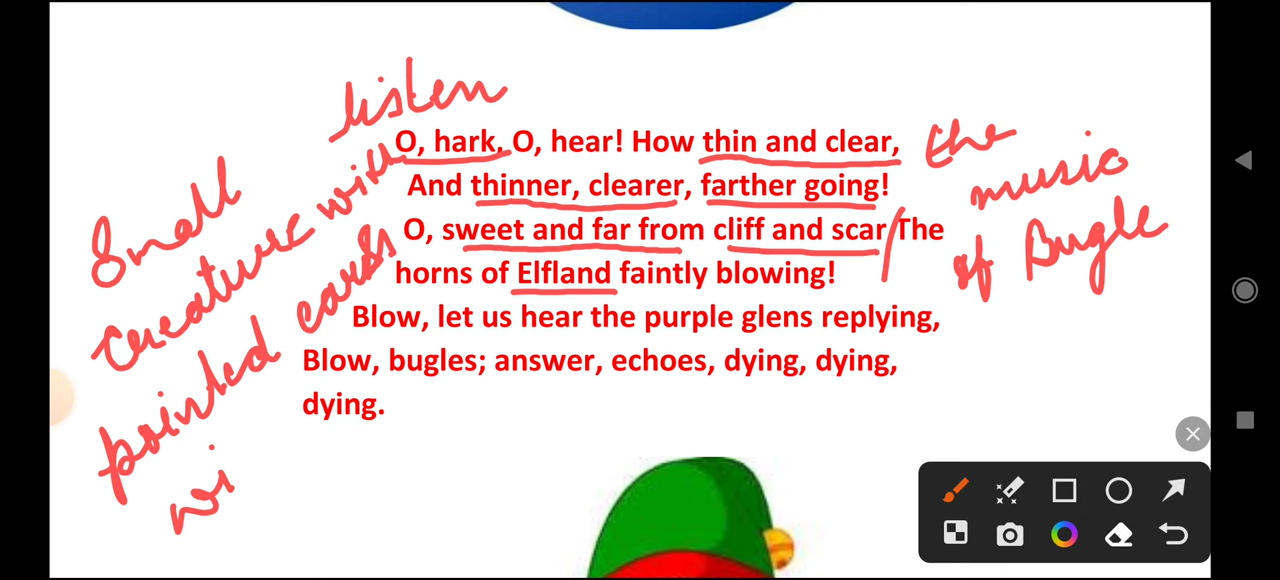 listen
O, hark, O, hear! How thin and clear,
And thinner, clearer, farther going!
O, sweet and far from cliff and scar The
horns of Elfland faintly blowing!
Blow, let us hear the purple glens replying,
Blow, bugles; answer, echoes, dying, dying,
dying.
the
music
of Bugle
Small
creature with
pointed ears
wi